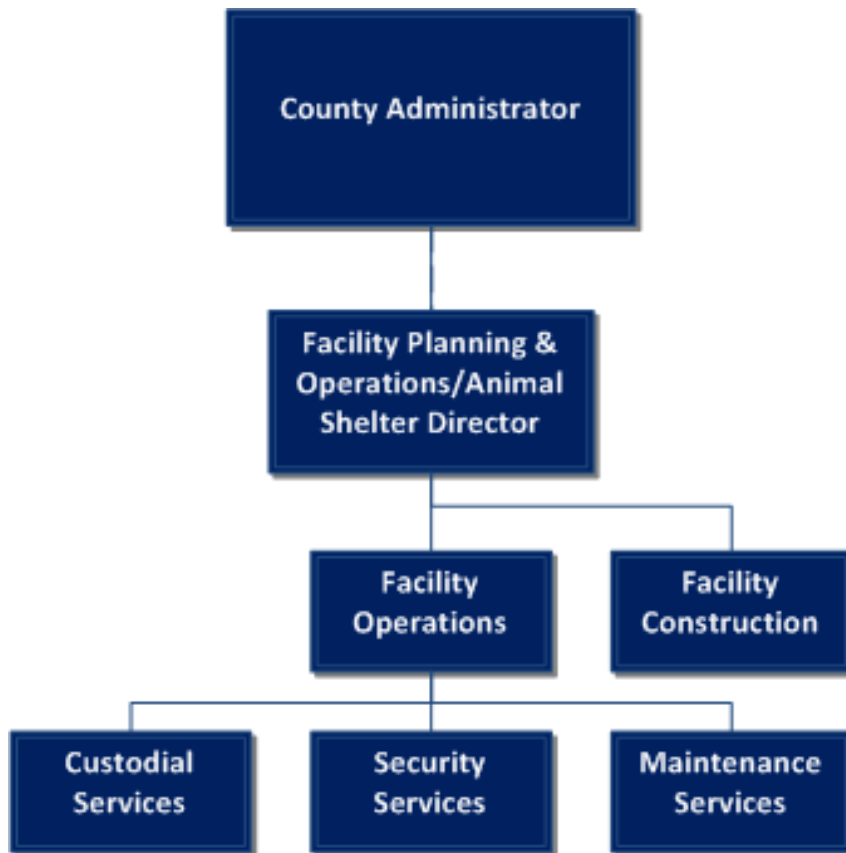 County Administrator
Facility Planning &
Operations/Animal
Shelter Director
Facility
Operations
Facility
Construction
Custodial
Services
Security
Services
Maintenance
Services